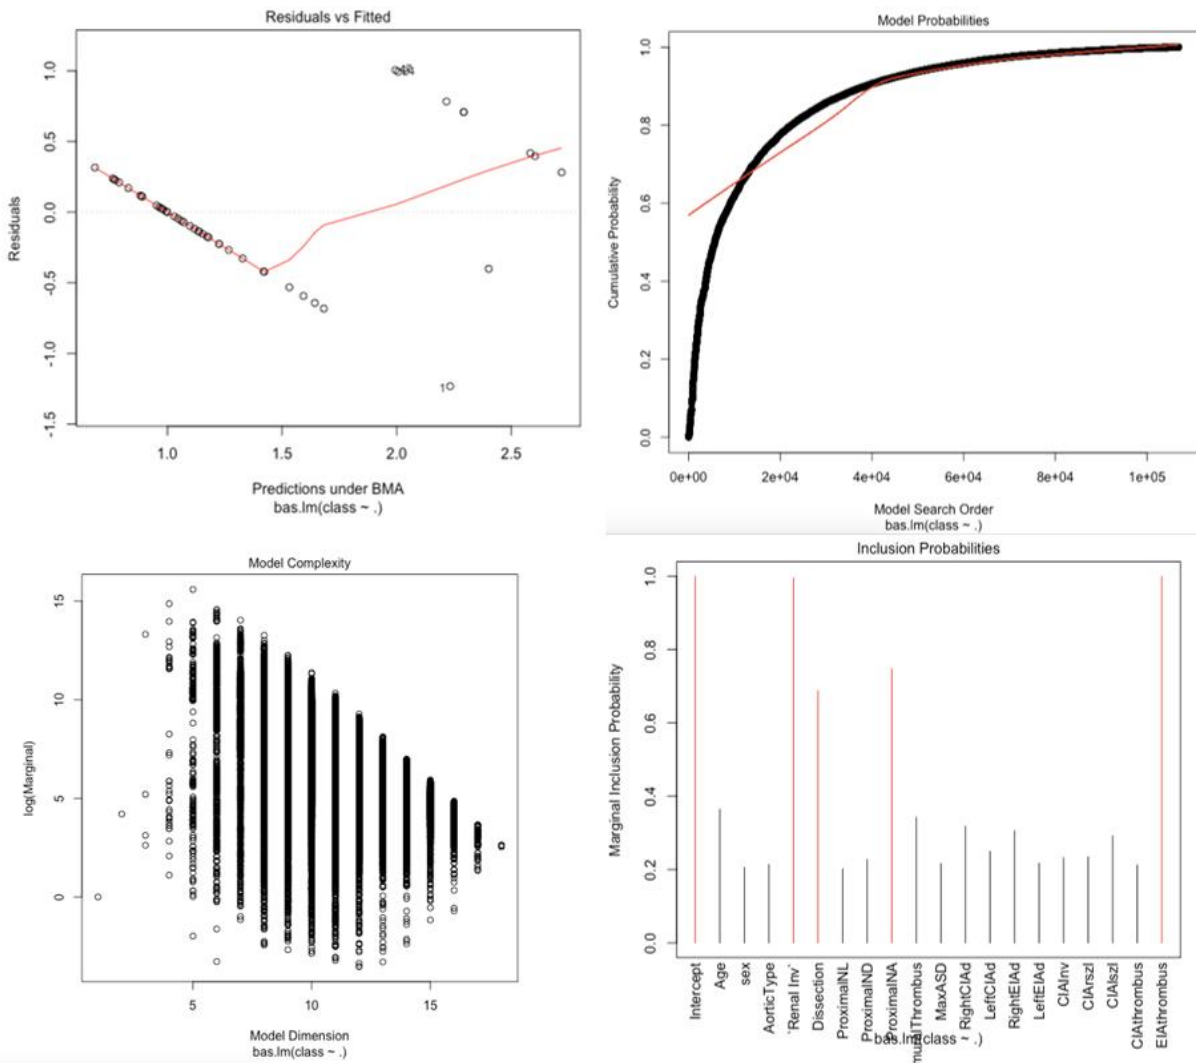 Residuals vs Fitted
Residuals
1.0
0.5
0.0
-0.5
-1.0
-1.5
1
1.0
1.5
2.0
2.5
Predictions under BMA
bas.lm(class ~ .)
Model Probabilities
Cumulative Probability
1.0
0.8
0.6
0.4
0.2
0.0
0e+00
2e+04
4e+04
6e+04
8e+04
1e+05
Model Search Order
bas.lm(class ~ .)
Model Complexity
log(Marginal)
15
10
5
0
5
10
15
Model Dimension
bas.lm(class ~ .)
Inclusion Probabilities
Marginal Inclusion Probability
1.0
0.8
0.6
0.4
0.2
0.0
Intercept
Age
sex
AorticType
`Renal Inv`
Dissection
ProximalNL
ProximalND
ProximalNA
muralThrombus
MaxASD
RightCIAd
LeftCIAd
RightEIAd
LeftEIAd
CIAInv
CIArszl
CIAlszl
CIAthrombus
EIAthrombus
bas.lm(class ~ .)